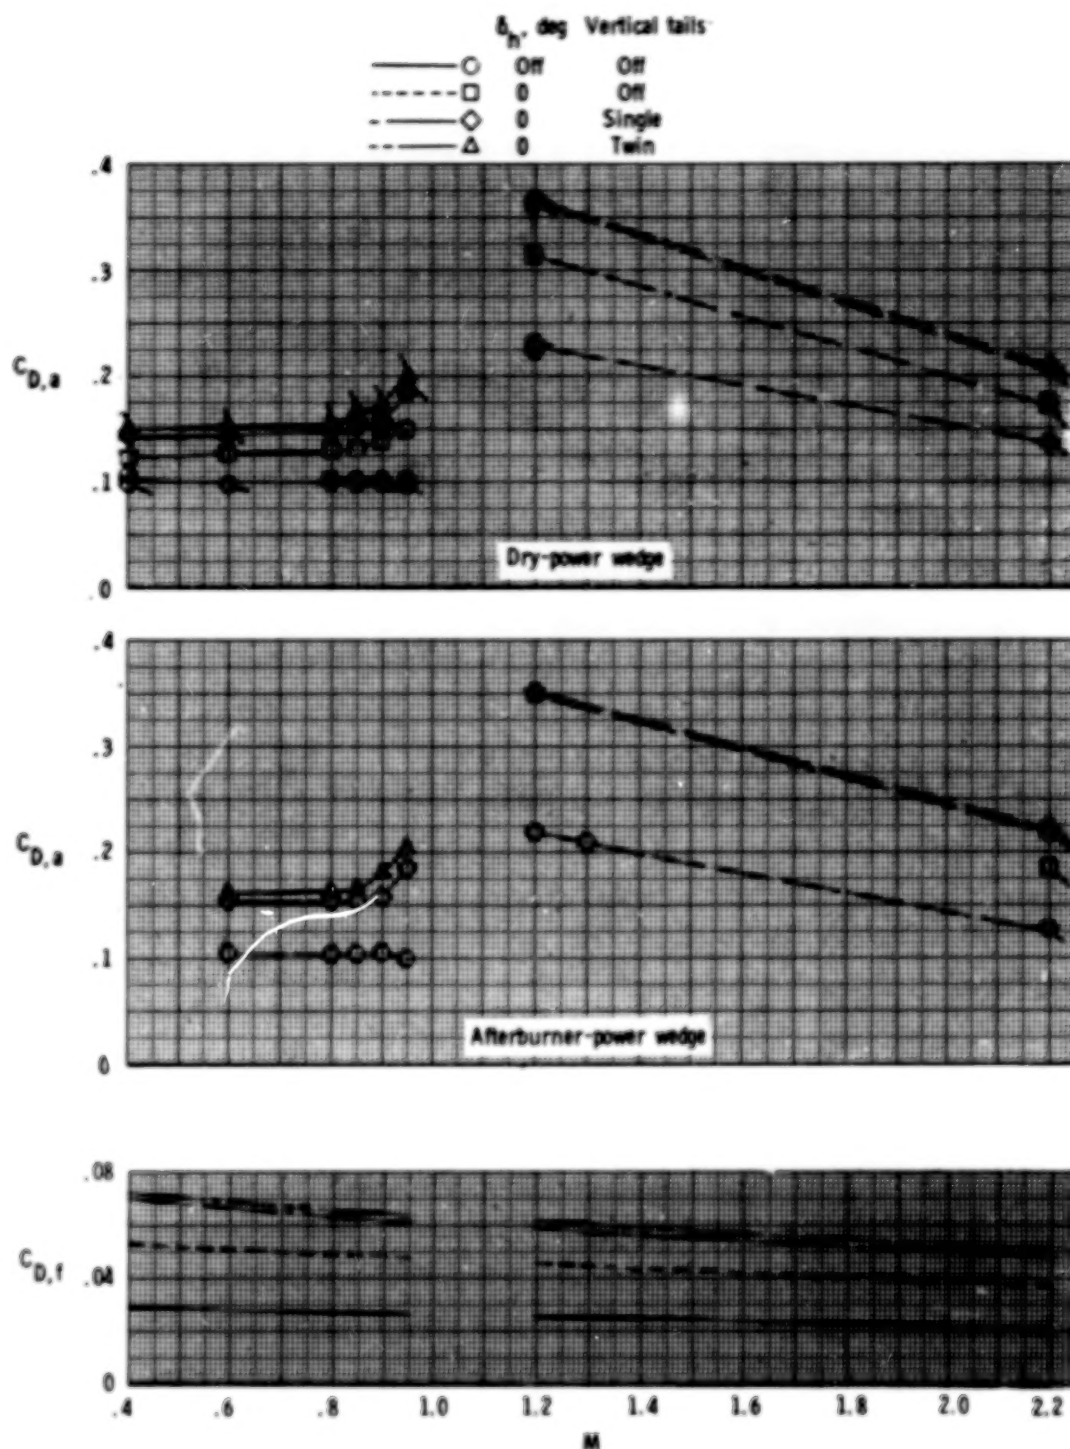 δh, deg Vertical tails
Off Off
0 Off
0 Single
0 Twin
.4
.3
.2
.1
.0
CD,a
Dry-power wedge
.4
.3
.2
.1
0
CD,a
Afterburner-power wedge
.08
.04
0
CD,f
.4 .6 .8 1.0 1.2 1.4 1.6 1.8 2.0 2.2
M